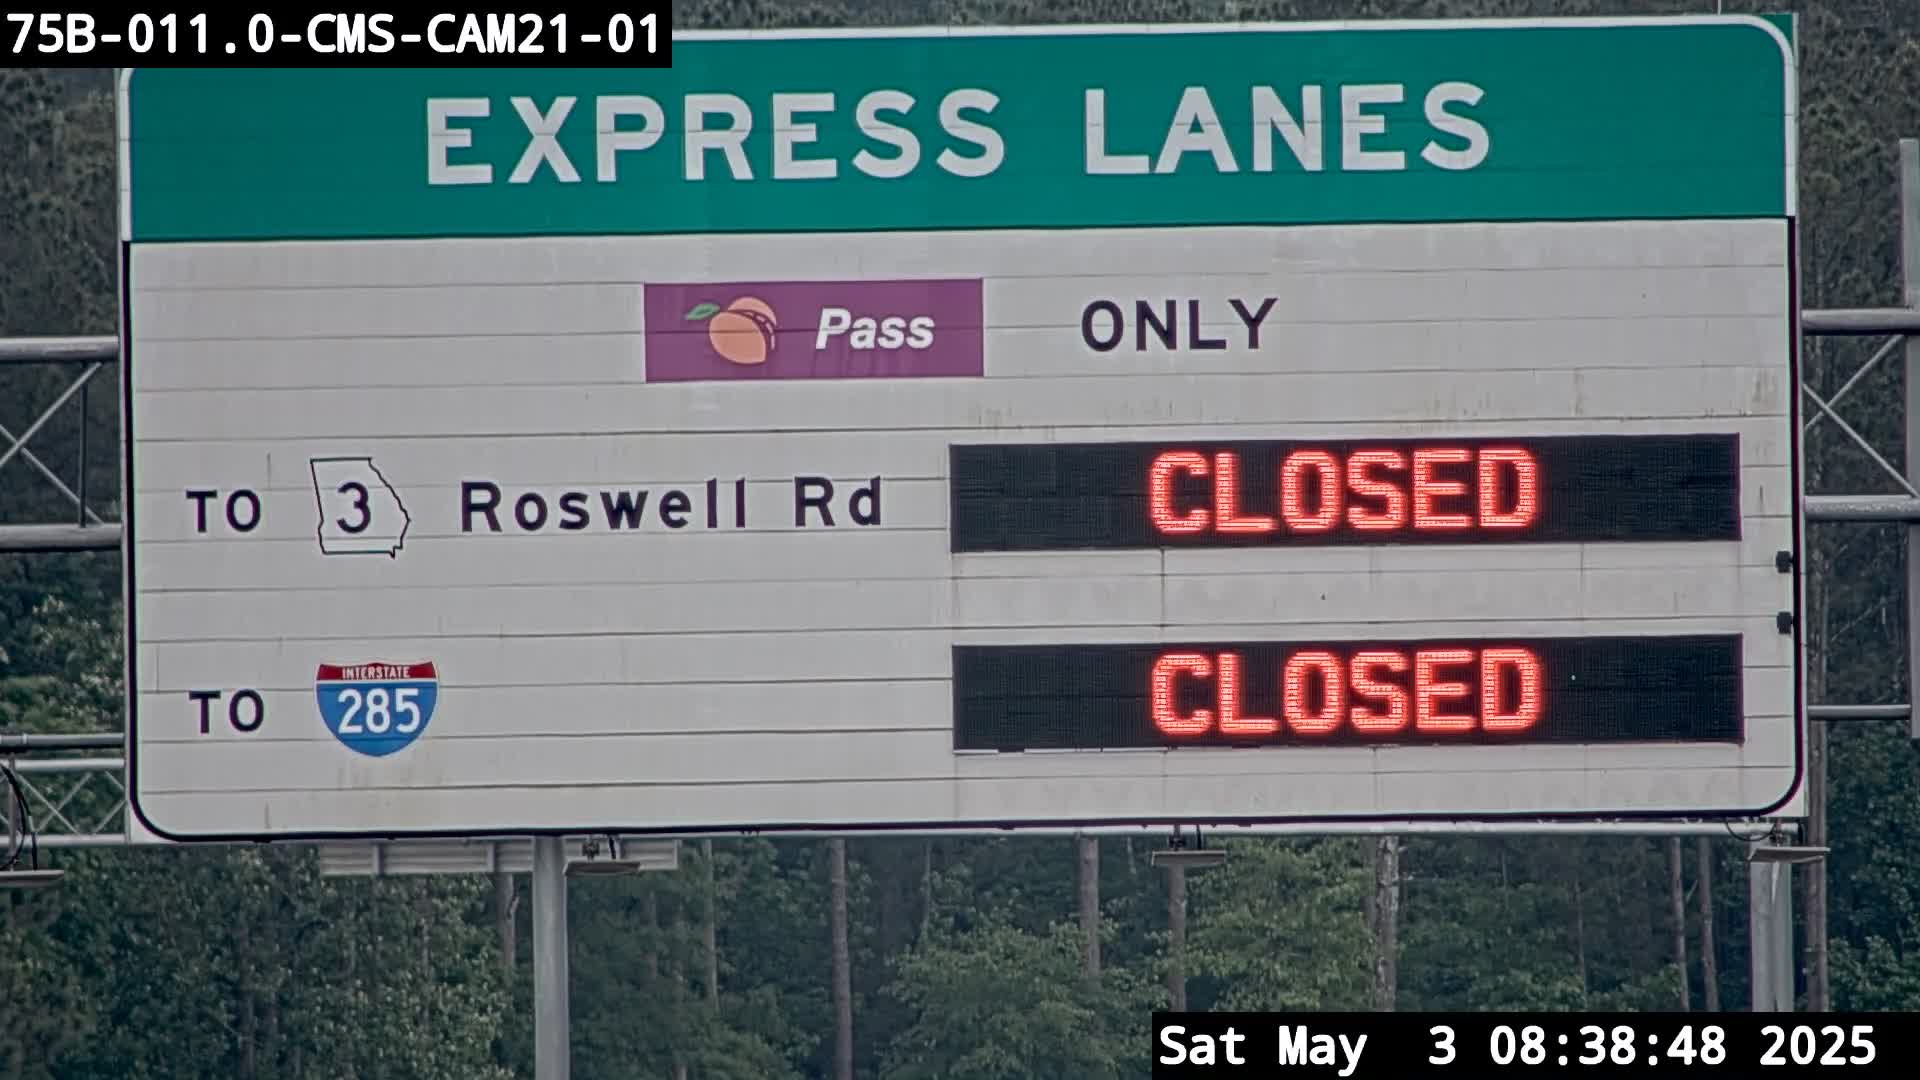 75B-011.0-CMS-CAM21-01
EXPRESS LANES
Pass ONLY
TO 3 Roswell Rd CLOSED
TO INTERSTATE 285 CLOSED
Sat May 3 08:38:48 2025